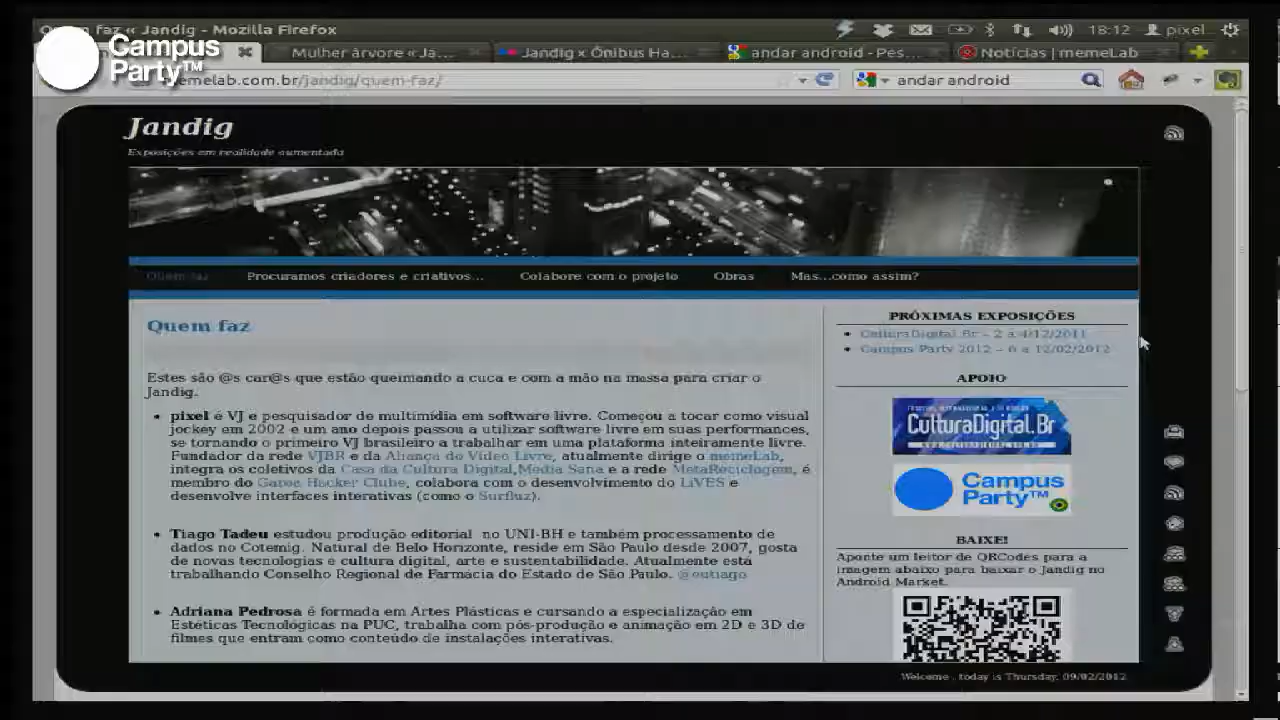 Quem faz « Jandig - Mozilla Firefox
18:12 pixel
Campus
Party™
Mulher árvore « Ja...
Jandig x Ônibus Ha...
andar android - Pes...
Notícias | memeLab
memelab.com.br/jandig/quem-faz/
andar android
Jandig
Exposições em realidade aumentada
Quem faz
Procuramos criadores e criativos...
Colabore com o projeto
Obras
Mas...como assim?
Quem faz
Estes são @s car@s que estão queimando a cuca e com a mão na massa para criar o
Jandig.
pixel é VJ e pesquisador de multimídia em software livre. Começou a tocar como visual
jockey em 2002 e um ano depois passou a utilizar software livre em suas performances,
se tornando o primeiro VJ brasileiro a trabalhar em uma plataforma inteiramente livre.
Fundador da rede VJBR e da Aliança do Vídeo Livre, atualmente dirige o memeLab,
integra os coletivos da Casa da Cultura Digital,Media Sana e a rede MetaReciclagem, é
membro do Garoa Hacker Clube, colabora com o desenvolvimento do LiVES e
desenvolve interfaces interativas (como o Surfluz).
Tiago Tadeu estudou produção editorial no UNI-BH e também processamento de
dados no Cotemig. Natural de Belo Horizonte, reside em São Paulo desde 2007, gosta
de novas tecnologias e cultura digital, arte e sustentabilidade. Atualmente está
trabalhando Conselho Regional de Farmácia do Estado de São Paulo. @outiago
Adriana Pedrosa é formada em Artes Plásticas e cursando a especialização em
Estéticas Tecnológicas na PUC, trabalha com pós-produção e animação em 2D e 3D de
filmes que entram como conteúdo de instalações interativas.
PRÓXIMAS EXPOSIÇÕES
CulturaDigital.Br – 2 a 4/12/2011
Campus Party 2012 – 6 a 12/02/2012
APOIO
CulturaDigital.Br
Campus
Party™
BAIXE!
Aponte um leitor de QRCodes para a
imagem abaixo para baixar o Jandig no
Android Market.
Welcome , today is Thursday, 09/02/2012